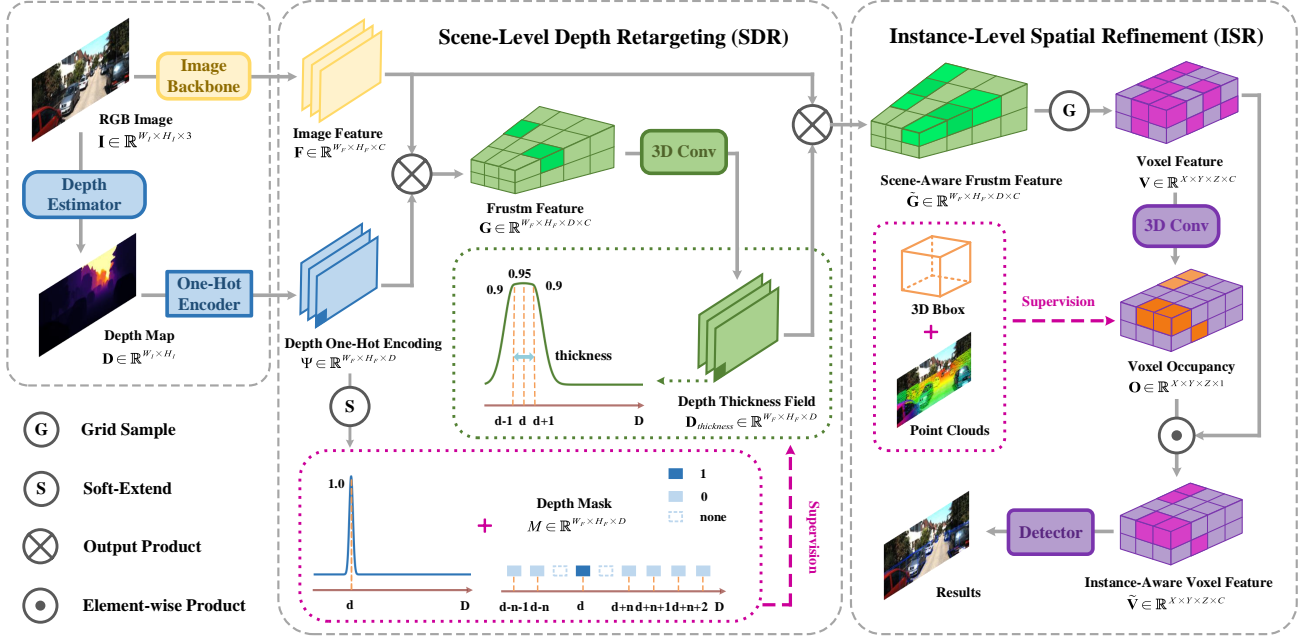 Image
Backbone
RGB Image
I ∈ ℝ^{W_I×H_I×3}
Depth
Estimator
One-Hot
Encoder
Depth Map
D ∈ ℝ^{W_I×H_I}
G
Grid Sample
S
Soft-Extend
Output Product
Element-wise Product
Scene-Level Depth Retargeting (SDR)
Image Feature
F ∈ ℝ^{W_F×H_F×C}
3D Conv
Frustm Feature
G ∈ ℝ^{W_F×H_F×D×C}
Depth One-Hot Encoding
Ψ ∈ ℝ^{W_F×H_F×D}
S
0.95
0.9
0.9
thickness
d-1 d d+1 D
Depth Thickness Field
D_{thickness} ∈ ℝ^{W_F×H_F×D}
1.0
d D
+
Depth Mask
M ∈ ℝ^{W_F×H_F×D}
1
0
none
d-n-1 d-n d d+n d+n+1 d+n+2 D
Supervision
Instance-Level Spatial Refinement (ISR)
G
Scene-Aware Frustm Feature
G̃ ∈ ℝ^{W_F×H_F×D×C}
Voxel Feature
V ∈ ℝ^{X×Y×Z×C}
3D Conv
3D Bbox
+
Point Clouds
Supervision
Voxel Occupancy
O ∈ ℝ^{X×Y×Z×1}
Detector
Results
Instance-Aware Voxel Feature
Ṽ ∈ ℝ^{X×Y×Z×C}